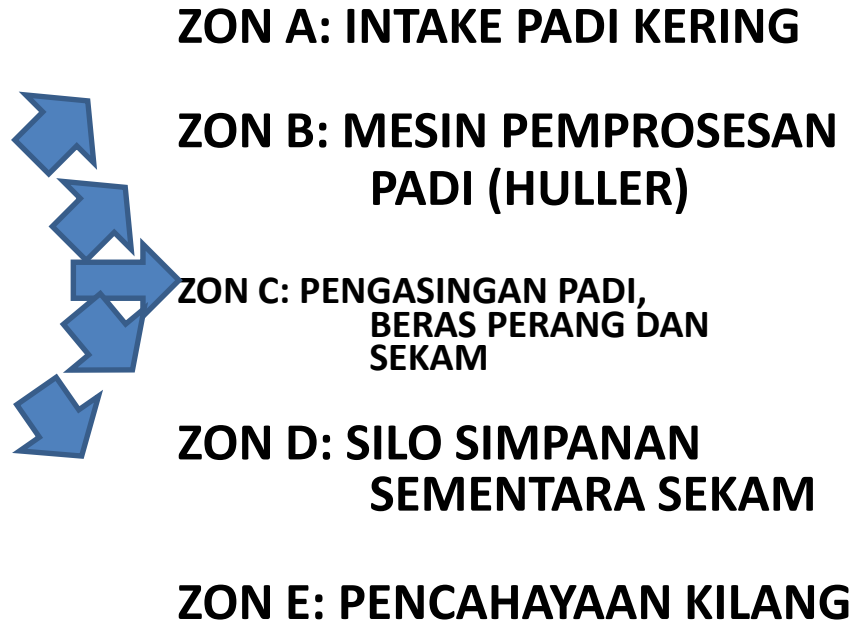 ZON A: INTAKE PADI KERING
ZON B: MESIN PEMPROSESAN
PADI (HULLER)
ZON C: PENGASINGAN PADI,
BERAS PERANG DAN
SEKAM
ZON D: SILO SIMPANAN
SEMENTARA SEKAM
ZON E: PENCAHAYAAN KILANG